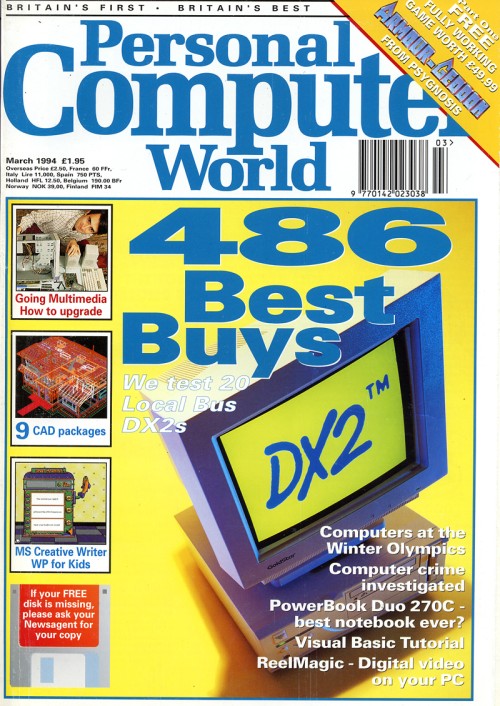 BRITAIN'S FIRST • BRITAIN'S BEST
Part One
FREE
FULLY WORKING
GAME WORTH £49.99
ARMOUR-GEDDON
FROM PSYGNOSIS
Personal
Computer
World
March 1994 £1.95
Overseas Price £2.50, France 60 FFr,
Italy Lire 11,000, Spain 750 PTS,
Holland HFL 12.50, Belgium 190.00 BFr
Norway NOK 39,00, Finland FIM 34
03>
9 770142 023038
486
Best
Buys
We test 20
Local Bus
DX2s
Going Multimedia
How to upgrade
9 CAD packages
MS Creative Writer
WP for Kids
If your FREE
disk is missing,
please ask your
Newsagent for
your copy
DX2™
GoldStar
Computers at the
Winter Olympics
Computer crime
investigated
PowerBook Duo 270C -
best notebook ever?
Visual Basic Tutorial
ReelMagic - Digital video
on your PC